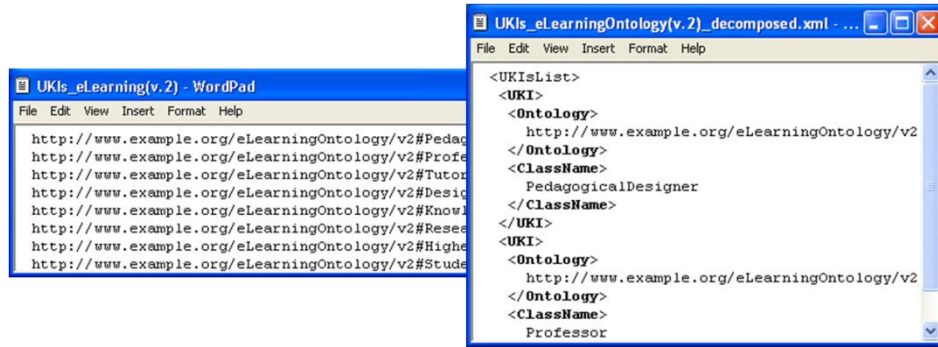 UKIs_eLearning(v.2) - WordPad
File Edit View Insert Format Help
http://www.example.org/eLearningOntology/v2#Pedag
http://www.example.org/eLearningOntology/v2#Profe
http://www.example.org/eLearningOntology/v2#Tutor
http://www.example.org/eLearningOntology/v2#Desig
http://www.example.org/eLearningOntology/v2#Knowl
http://www.example.org/eLearningOntology/v2#Resea
http://www.example.org/eLearningOntology/v2#Highe
http://www.example.org/eLearningOntology/v2#Stude
UKIs_eLearningOntology(v.2)_decomposed.xml - ...
File Edit View Insert Format Help
<UKIsList>
<UKI>
<Ontology>
http://www.example.org/eLearningOntology/v2
</Ontology>
<ClassName>
PedagogicalDesigner
</ClassName>
</UKI>
<UKI>
<Ontology>
http://www.example.org/eLearningOntology/v2
</Ontology>
<ClassName>
Professor